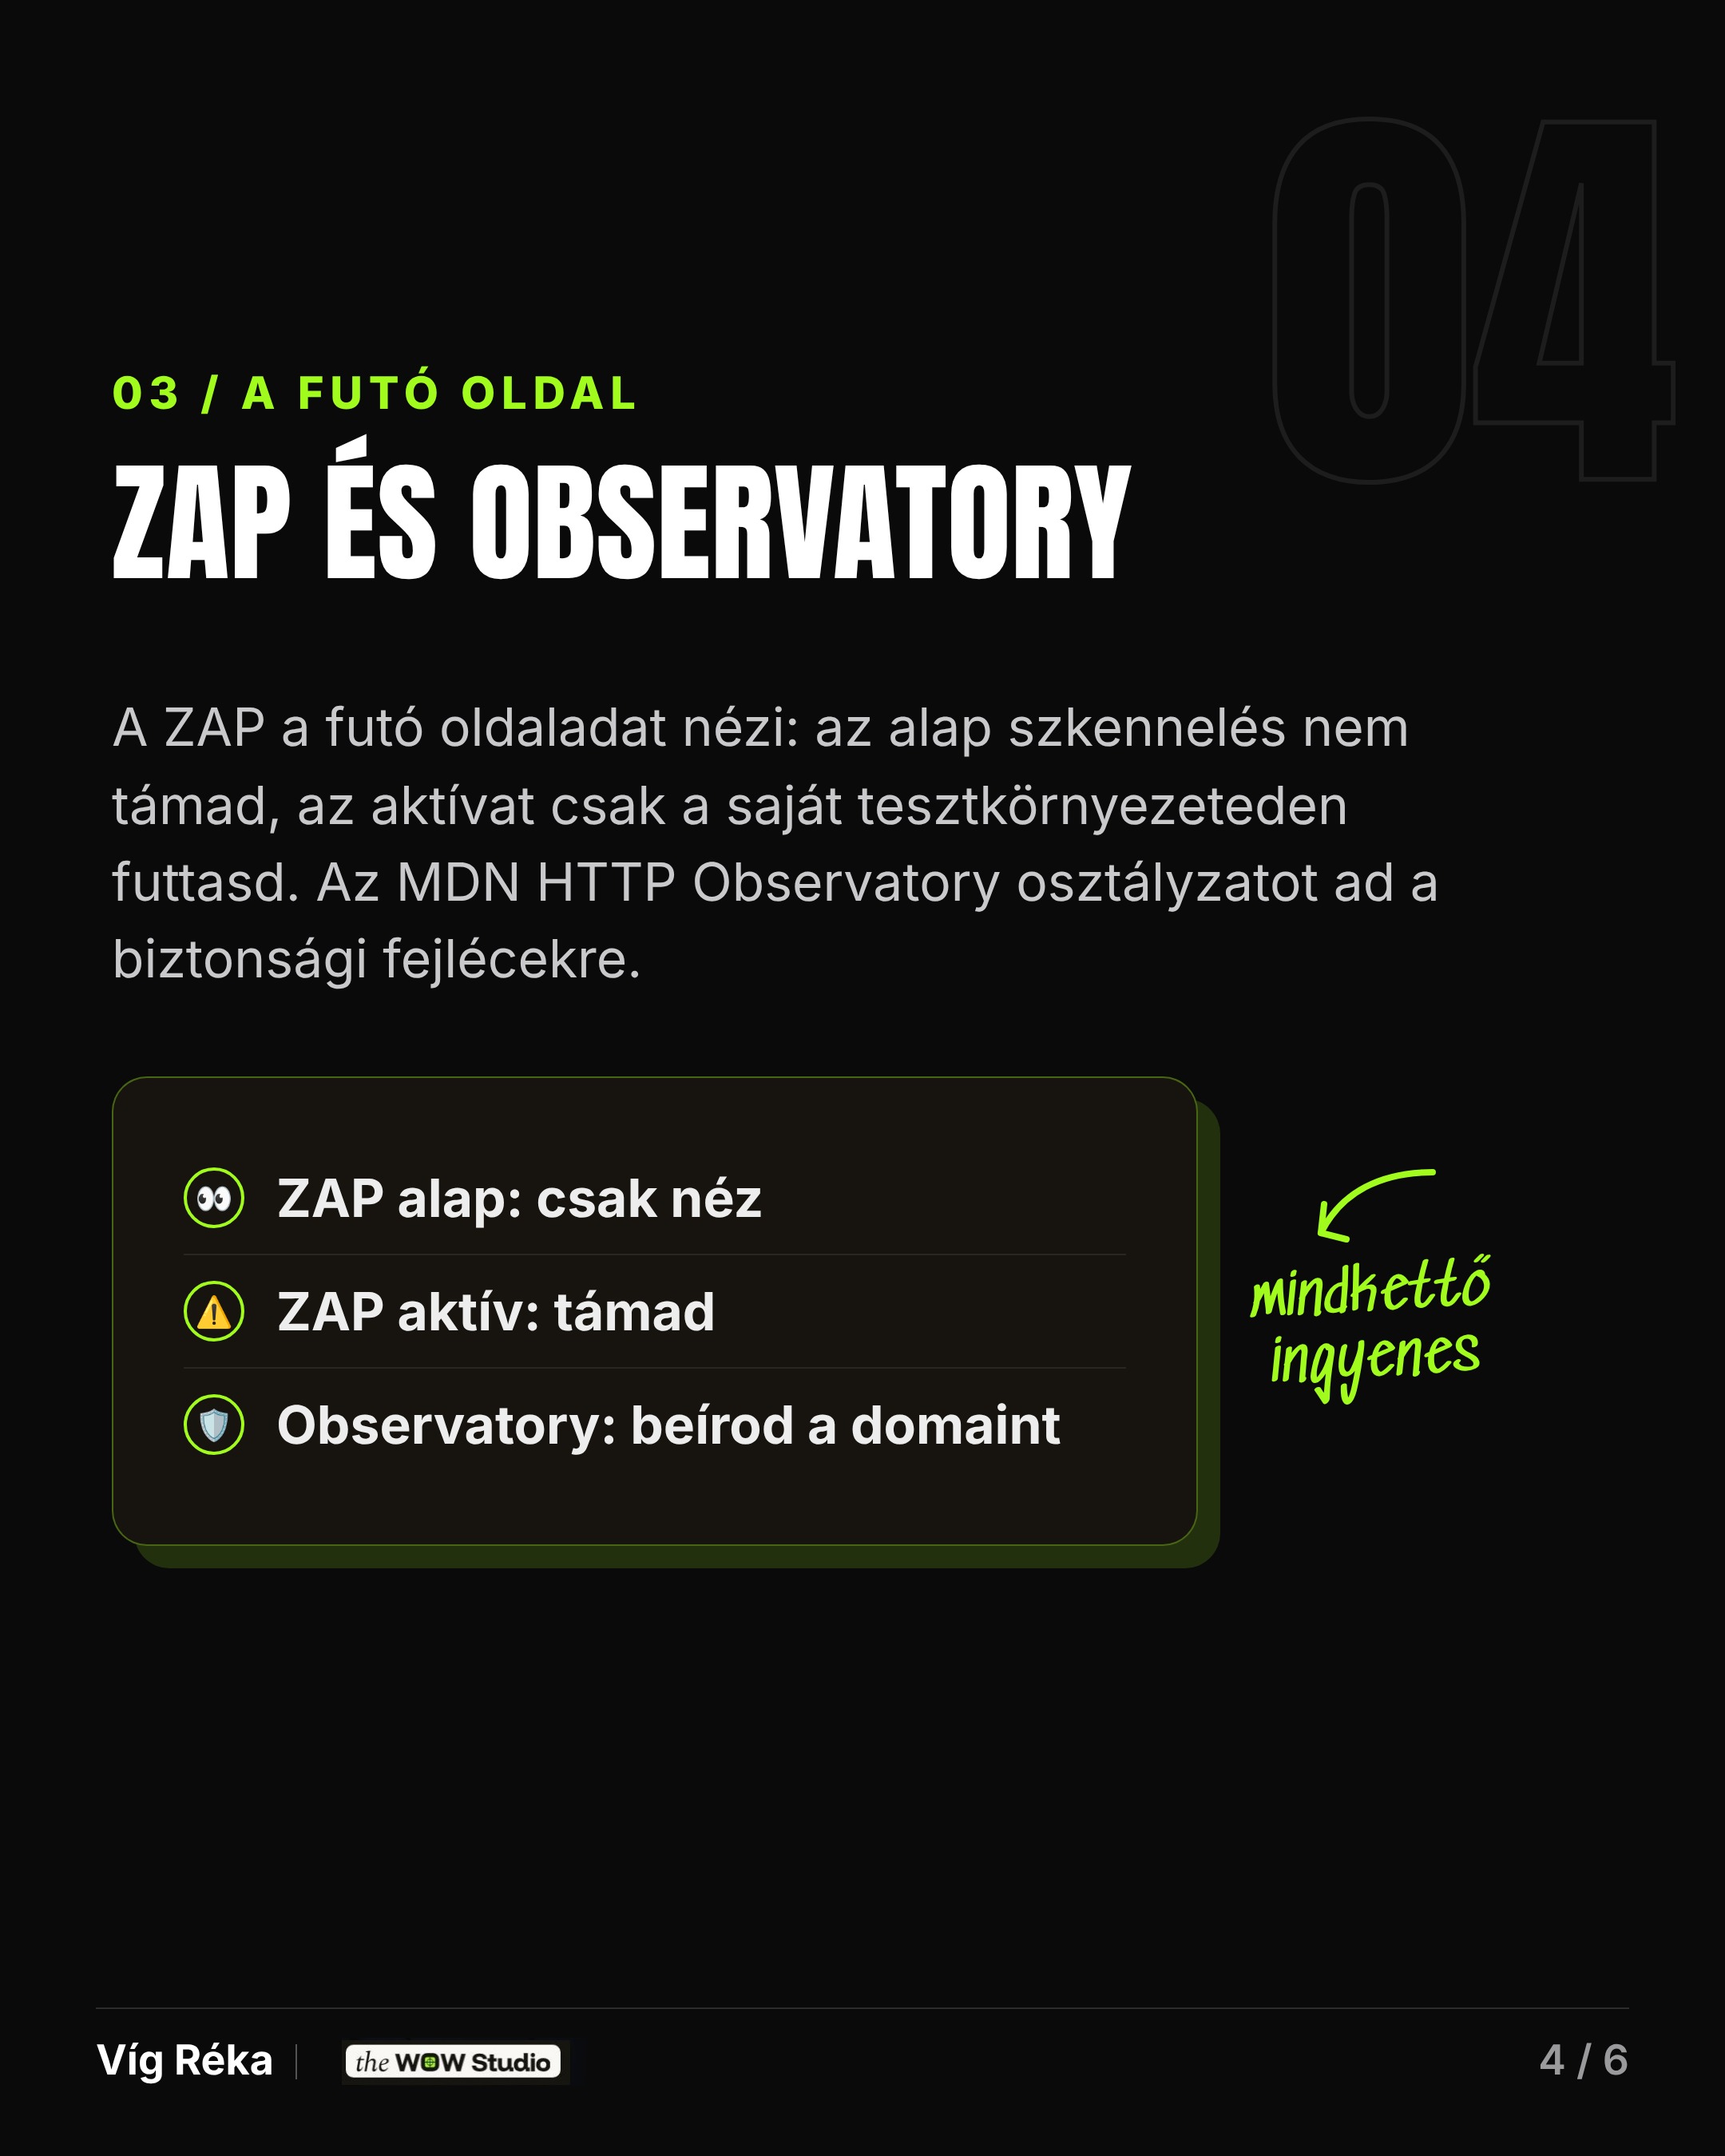 04
03 / A FUTÓ OLDAL
ZAP ÉS OBSERVATORY
A ZAP a futó oldaladat nézi: az alap szkennelés nem
támad, az aktívat csak a saját tesztkörnyezeteden
futtasd. Az MDN HTTP Observatory osztályzatot ad a
biztonsági fejlécekre.
ZAP alap: csak néz
ZAP aktív: támad
Observatory: beírod a domaint
mindkettő
ingyenes
Víg Réka
the WOW Studio
4 / 6